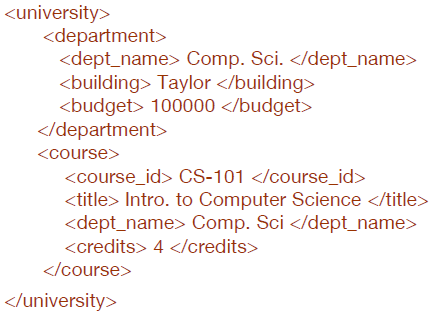 <university>
<department>
<dept_name> Comp. Sci. </dept_name>
<building> Taylor </building>
<budget> 100000 </budget>
</department>
<course>
<course_id> CS-101 </course_id>
<title> Intro. to Computer Science </title>
<dept_name> Comp. Sci </dept_name>
<credits> 4 </credits>
</course>
</university>